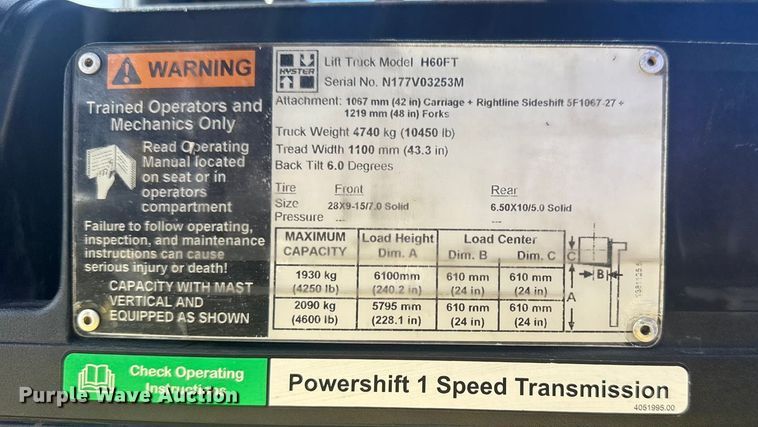 WARNING
Trained Operators and
Mechanics Only
Read Operating
Manual located
on seat or in
operators
compartment
Failure to follow operating,
inspection, and maintenance
instructions can cause
serious injury or death!
CAPACITY WITH MAST
VERTICAL AND
EQUIPPED AS SHOWN
HYSTER
Lift Truck Model H60FT
Serial No. N177V03253M
Attachment: 1067 mm (42 in) Carriage + Rightline Sideshift 5F1067-27 +
1219 mm (48 in) Forks
Truck Weight 4740 kg (10450 lb)
Tread Width 1100 mm (43.3 in)
Back Tilt 6.0 Degrees
Tire Front Rear
Size 28X9-15/7.0 Solid 6.50X10/5.0 Solid
Pressure --- ---
MAXIMUM CAPACITY Load Height Dim. A Load Center Dim. B Dim. C
1930 kg (4250 lb) 6100mm (240.2 in) 610 mm (24 in) 610 mm (24 in)
2090 kg (4600 lb) 5795 mm (228.1 in) 610 mm (24 in) 610 mm (24 in)
C
B
A
Check Operating
Instructions
Powershift 1 Speed Transmission
4051995.00
Purple Wave Auction